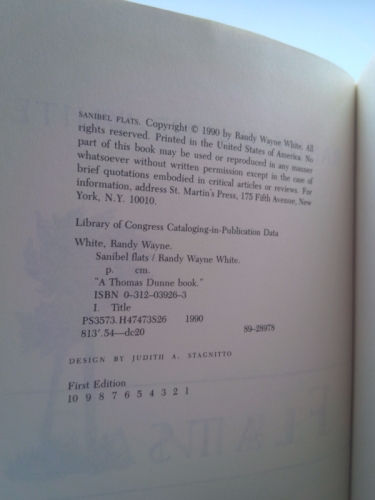 SANIBEL FLATS. Copyright © 1990 by Randy Wayne White. All
rights reserved. Printed in the United States of America. No
part of this book may be used or reproduced in any manner
whatsoever without written permission except in the case of
brief quotations embodied in critical articles or reviews. For
information, address St. Martin's Press, 175 Fifth Avenue, New
York, N.Y. 10010.
Library of Congress Cataloging-in-Publication Data
White, Randy Wayne.
Sanibel flats / Randy Wayne White.
p. cm.
"A Thomas Dunne book."
ISBN 0-312-03926-3
I. Title
PS3573.H47473S26 1990
813'.54—dc20 89-28978
DESIGN BY JUDITH A. STAGNITTO
First Edition
10 9 8 7 6 5 4 3 2 1